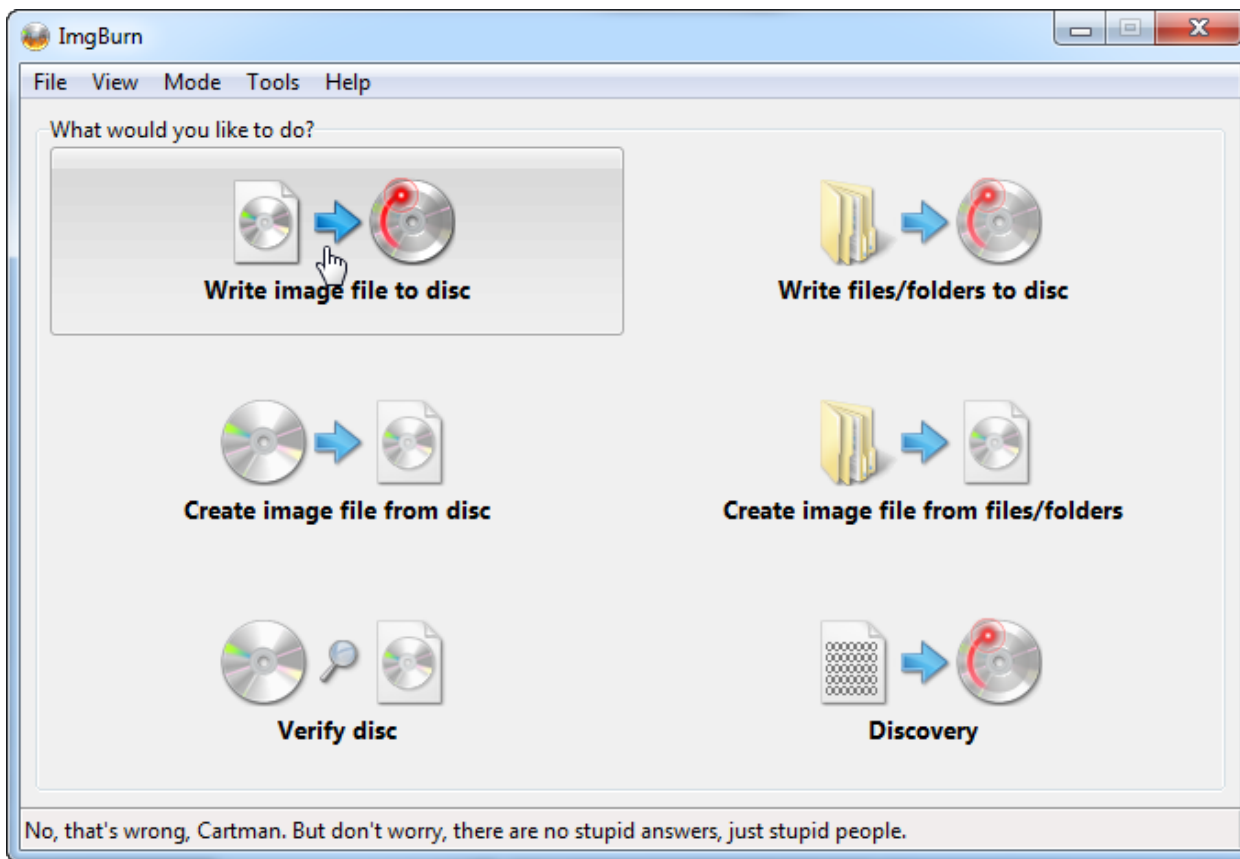 ImgBurn
File View Mode Tools Help
What would you like to do?
Write image file to disc
Write files/folders to disc
Create image file from disc
Create image file from files/folders
Verify disc
Discovery
No, that's wrong, Cartman. But don't worry, there are no stupid answers, just stupid people.